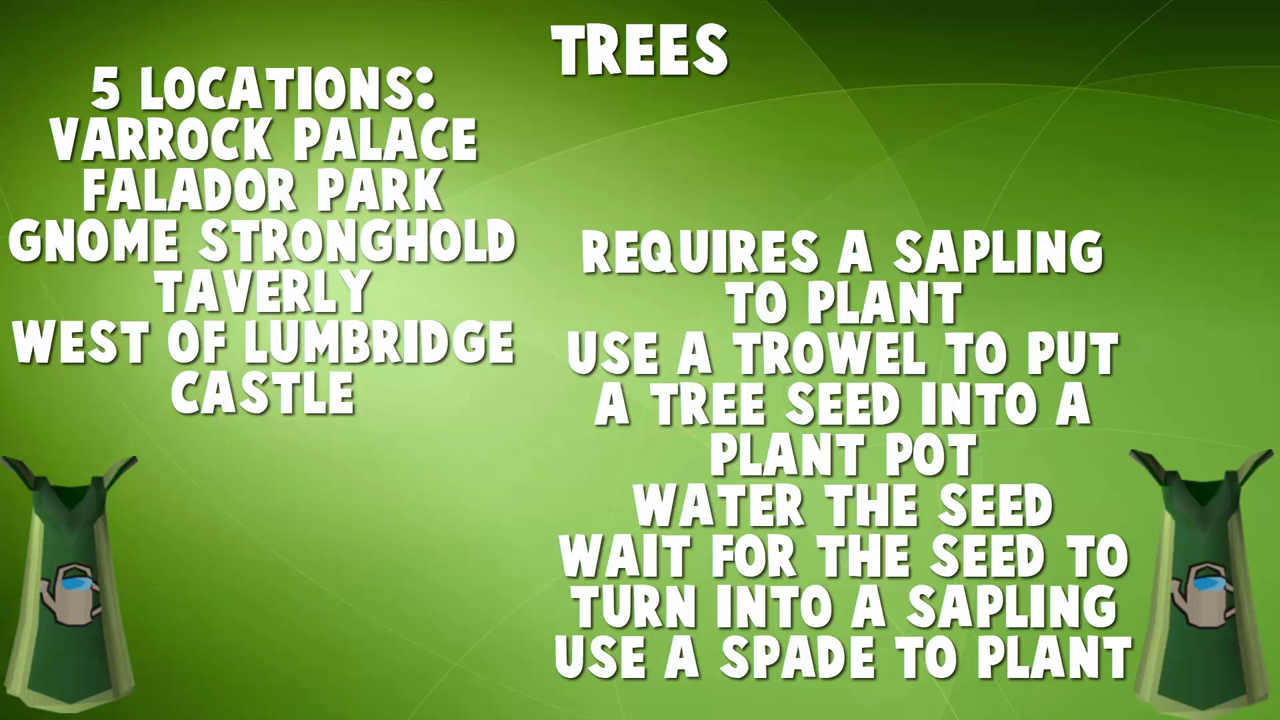 TREES
5 LOCATIONS:
VARROCK PALACE
FALADOR PARK
GNOME STRONGHOLD
TAVERLY
WEST OF LUMBRIDGE
CASTLE
REQUIRES A SAPLING
TO PLANT
USE A TROWEL TO PUT
A TREE SEED INTO A
PLANT POT
WATER THE SEED
WAIT FOR THE SEED TO
TURN INTO A SAPLING
USE A SPADE TO PLANT